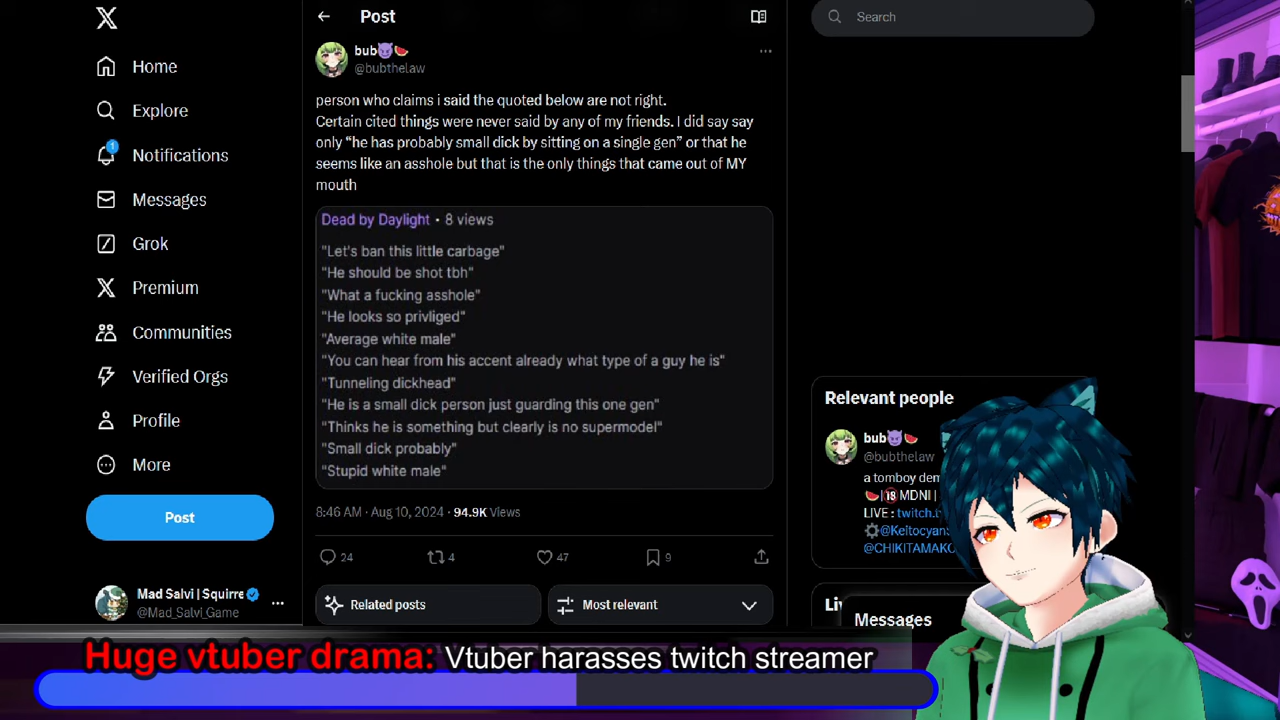 Post
Search
Home
Explore
Notifications
1
Messages
Grok
Premium
Communities
Verified Orgs
Profile
More
Post
Mad Salvi | Squirre
@Mad_Salvi_Game
bub
@bubthelaw
person who claims i said the quoted below are not right.
Certain cited things were never said by any of my friends. I did say say
only “he has probably small dick by sitting on a single gen” or that he
seems like an asshole but that is the only things that came out of MY
mouth
Dead by Daylight • 8 views
"Let's ban this little carbage"
"He should be shot tbh"
"What a fucking asshole"
"He looks so privliged"
"Average white male"
"You can hear from his accent already what type of a guy he is"
"Tunneling dickhead"
"He is a small dick person just guarding this one gen"
"Thinks he is something but clearly is no supermodel"
"Small dick probably"
"Stupid white male"
8:46 AM · Aug 10, 2024 · 94.9K Views
24 4 47 9
Related posts
Most relevant
Relevant people
bub
@bubthelaw
a tomboy dem
| 18 MDNI |
LIVE : twitch.t
@Keitocyan
@CHIKITAMAK
Messages
Huge vtuber drama: Vtuber harasses twitch streamer